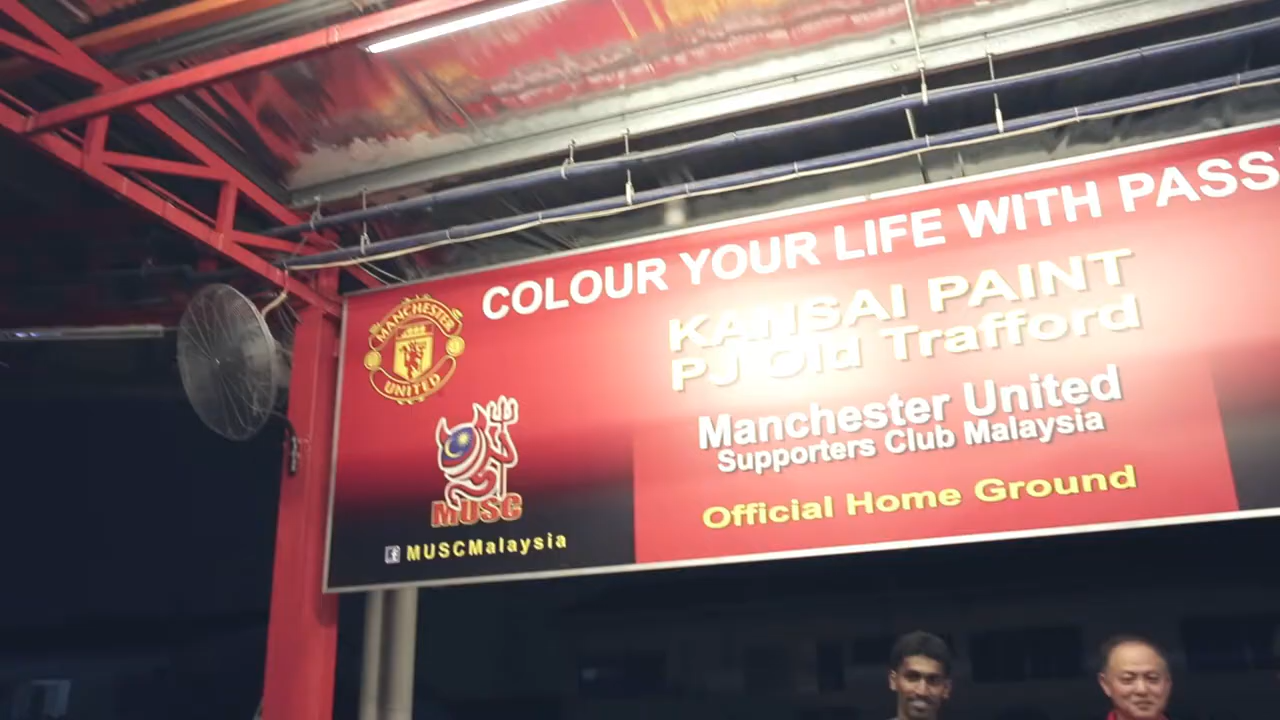 COLOUR YOUR LIFE WITH PASS
MANCHESTER
UNITED
KANSAI PAINT
PJ Old Trafford
Manchester United
Supporters Club Malaysia
Official Home Ground
MUSC
f MUSCMalaysia